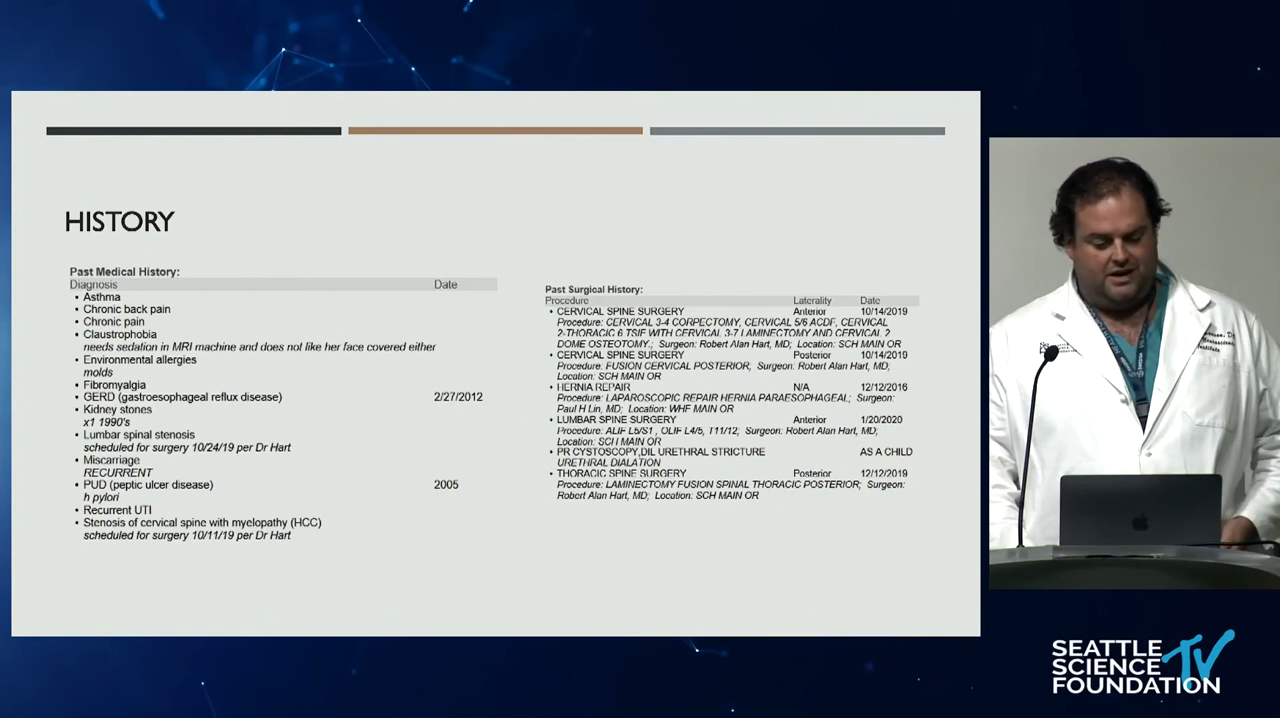 HISTORY
Past Medical History:
Diagnosis Date
• Asthma
• Chronic back pain
• Chronic pain
• Claustrophobia
needs sedation in MRI machine and does not like her face covered either
• Environmental allergies
molds
• Fibromyalgia
• GERD (gastroesophageal reflux disease) 2/27/2012
• Kidney stones
x1 1990's
• Lumbar spinal stenosis
scheduled for surgery 10/24/19 per Dr Hart
• Miscarriage
RECURRENT
• PUD (peptic ulcer disease) 2005
h pylori
• Recurrent UTI
• Stenosis of cervical spine with myelopathy (HCC)
scheduled for surgery 10/11/19 per Dr Hart
Past Surgical History:
Procedure Laterality Date
• CERVICAL SPINE SURGERY Anterior 10/14/2019
Procedure: CERVICAL 3-4 CORPECTOMY, CERVICAL 5/6 ACDF, CERVICAL
2-THORACIC 6 TSIF WITH CERVICAL 3-7 LAMINECTOMY AND CERVICAL 2
DOME OSTEOTOMY.; Surgeon: Robert Alan Hart, MD; Location: SCH MAIN OR
• CERVICAL SPINE SURGERY Posterior 10/14/2019
Procedure: FUSION CERVICAL POSTERIOR; Surgeon: Robert Alan Hart, MD;
Location: SCH MAIN OR
• HERNIA REPAIR N/A 12/12/2016
Procedure: LAPAROSCOPIC REPAIR HERNIA PARAESOPHAGEAL; Surgeon:
Paul H Lin, MD; Location: WHF MAIN OR
• LUMBAR SPINE SURGERY Anterior 1/20/2020
Procedure: ALIF L5/S1 , OLIF L4/5, T11/12; Surgeon: Robert Alan Hart, MD;
Location: SCH MAIN OR
• PR CYSTOSCOPY,DIL URETHRAL STRICTURE AS A CHILD
URETHRAL DIALATION
• THORACIC SPINE SURGERY Posterior 12/12/2019
Procedure: LAMINECTOMY FUSION SPINAL THORACIC POSTERIOR; Surgeon:
Robert Alan Hart, MD; Location: SCH MAIN OR
SEATTLE
SCIENCE TV
FOUNDATION